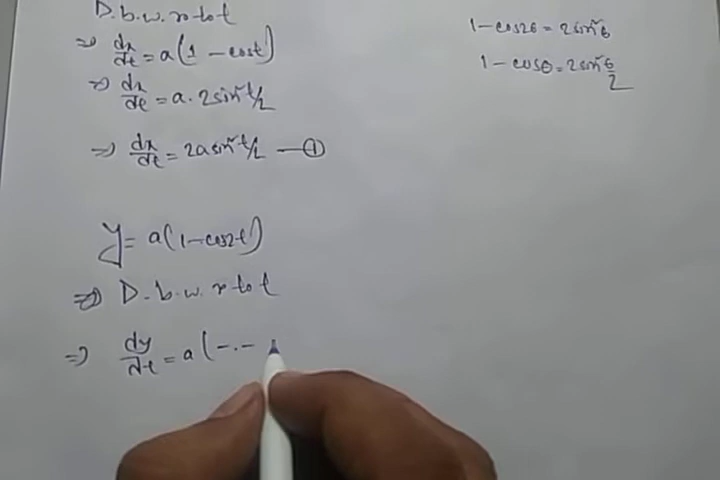 D.b.w.r to t
⇒ dx/dt = a(1 - cost)
⇒ dx/dt = a. 2sin²t/2
⇒ dx/dt = 2asin²t/2 — ①
y = a(1-cos2t)
⇒ D.b.w.r to t
⇒ dy/dt = a(-.-
1-cos2θ = 2sin²θ
1-cosθ = 2sin²θ/2